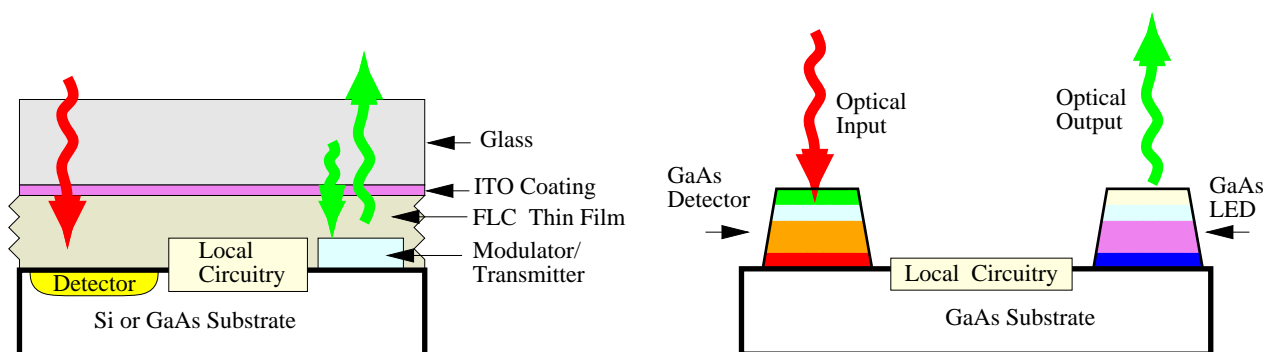 Glass
ITO Coating
FLC Thin Film
Modulator/
Transmitter
Local
Circuitry
Detector
Si or GaAs Substrate
Optical
Input
Optical
Output
GaAs
Detector
GaAs
LED
Local Circuitry
GaAs Substrate